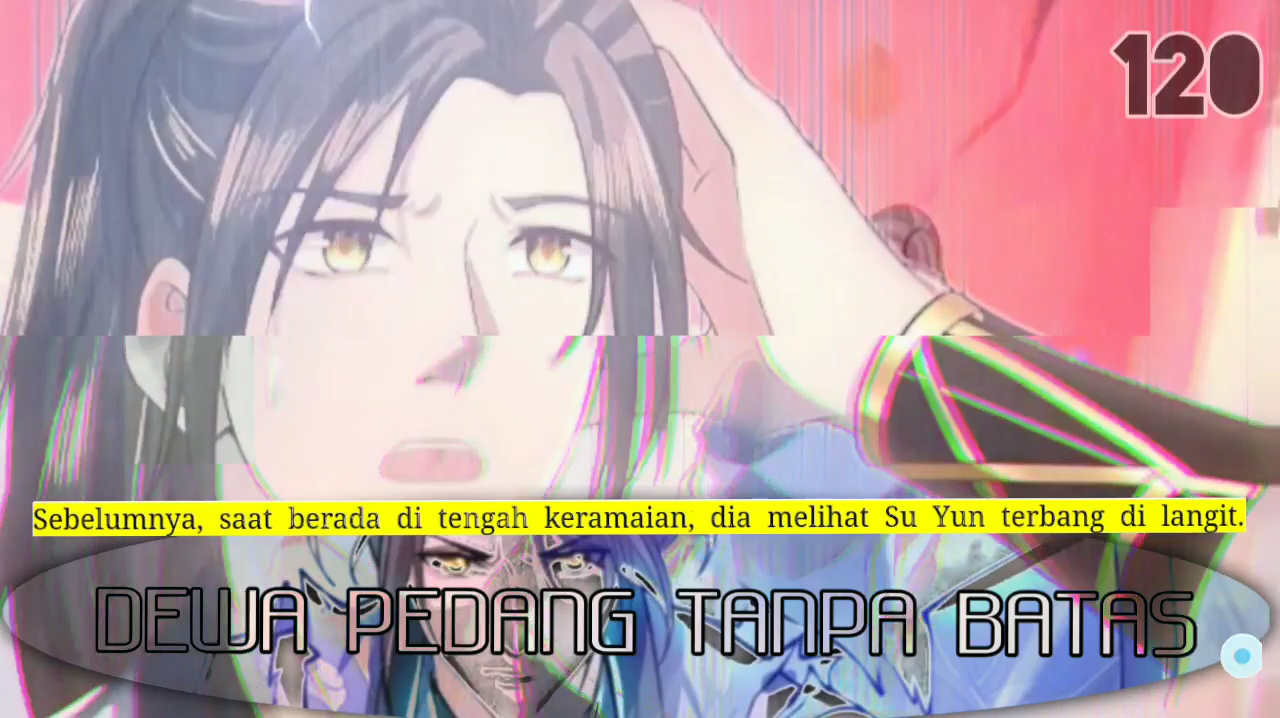 120
Sebelumnya, saat berada di tengah keramaian, dia melihat Su Yun terbang di langit.
DEWA PEDANG TANPA BATAS